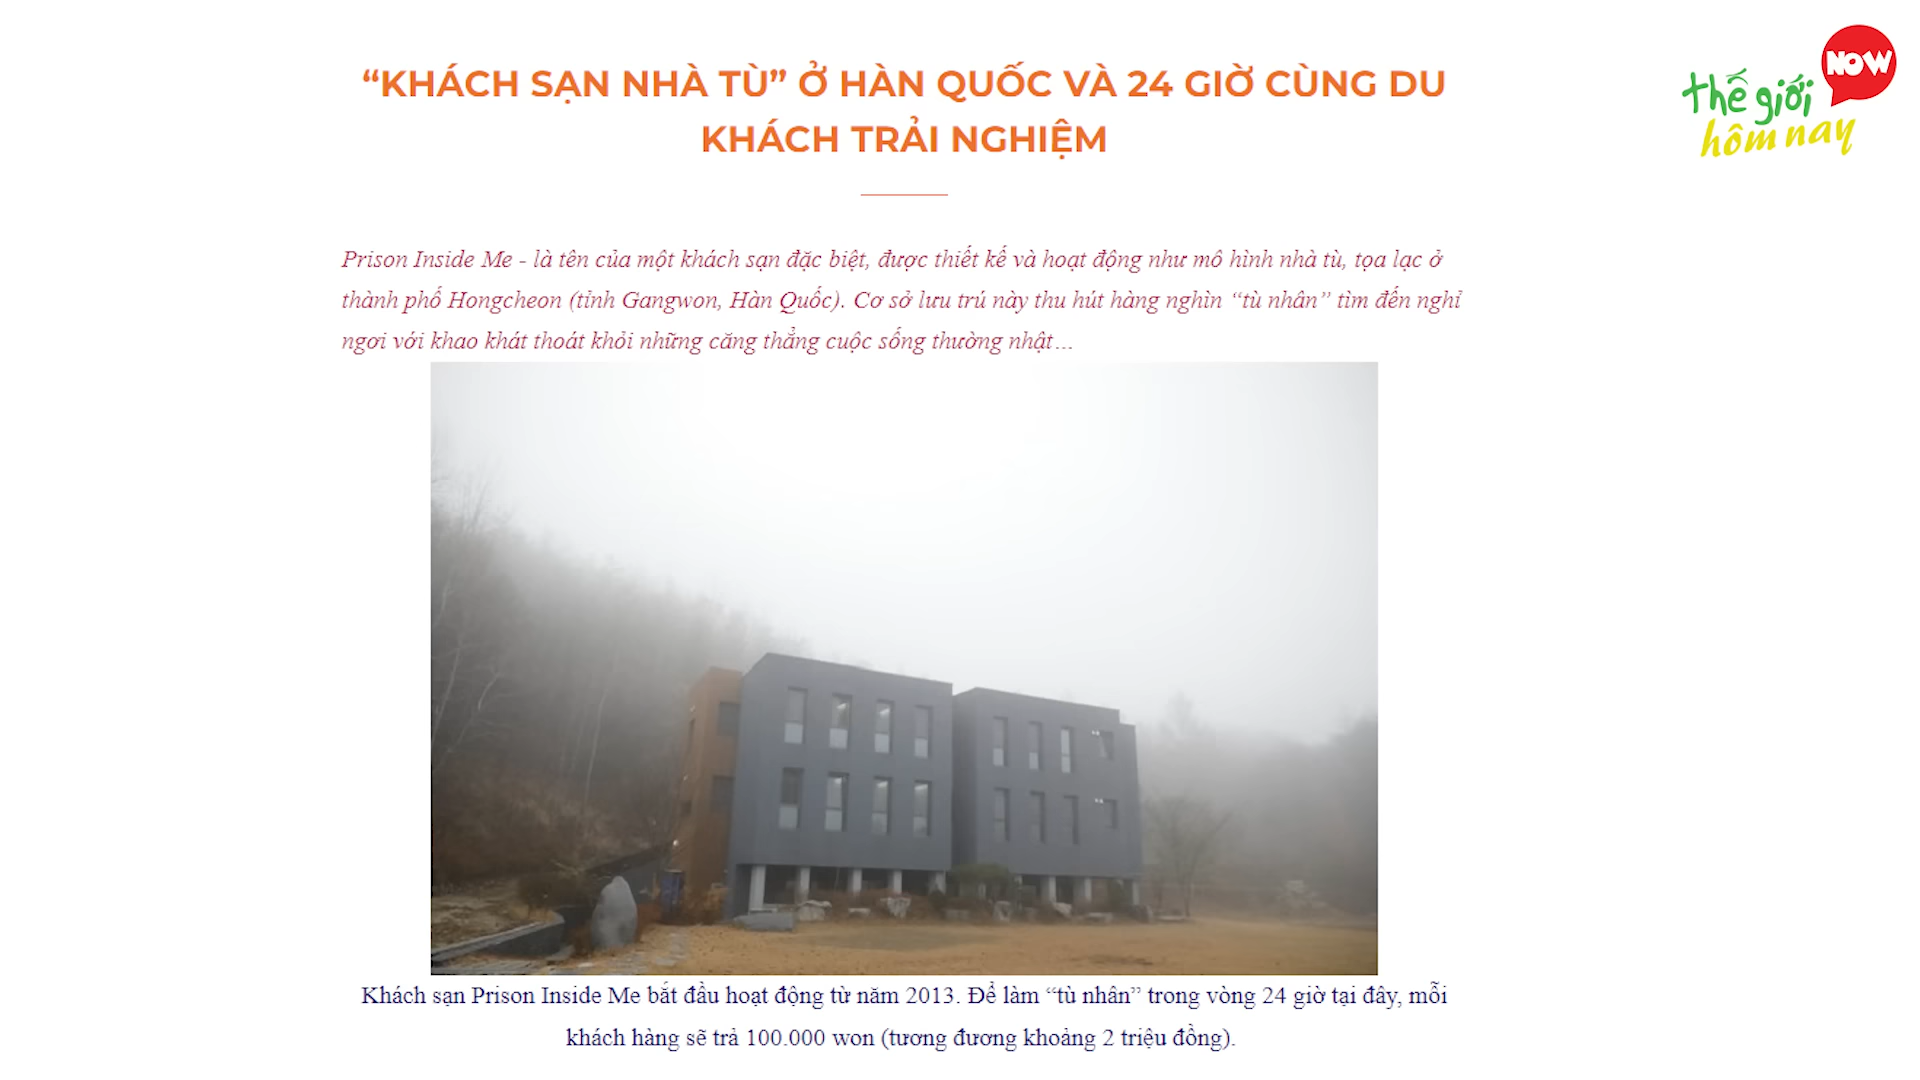 NOW
thế giới
hôm nay
“KHÁCH SẠN NHÀ TÙ” Ở HÀN QUỐC VÀ 24 GIỜ CÙNG DU
KHÁCH TRẢI NGHIỆM
Prison Inside Me - là tên của một khách sạn đặc biệt, được thiết kế và hoạt động như mô hình nhà tù, tọa lạc ở
thành phố Hongcheon (tỉnh Gangwon, Hàn Quốc). Cơ sở lưu trú này thu hút hàng nghìn “tù nhân” tìm đến nghỉ
ngơi với khao khát thoát khỏi những căng thẳng cuộc sống thường nhật...
Khách sạn Prison Inside Me bắt đầu hoạt động từ năm 2013. Để làm “tù nhân” trong vòng 24 giờ tại đây, mỗi
khách hàng sẽ trả 100.000 won (tương đương khoảng 2 triệu đồng).